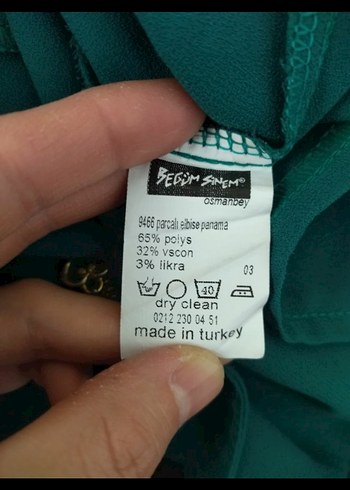 BEGÜM SİNEM®
osmanbey
9466 parcalı elbise panama
65% polys
32% vscon
3% likra
03
40
dry clean
0212 230 04 51
made in turkey